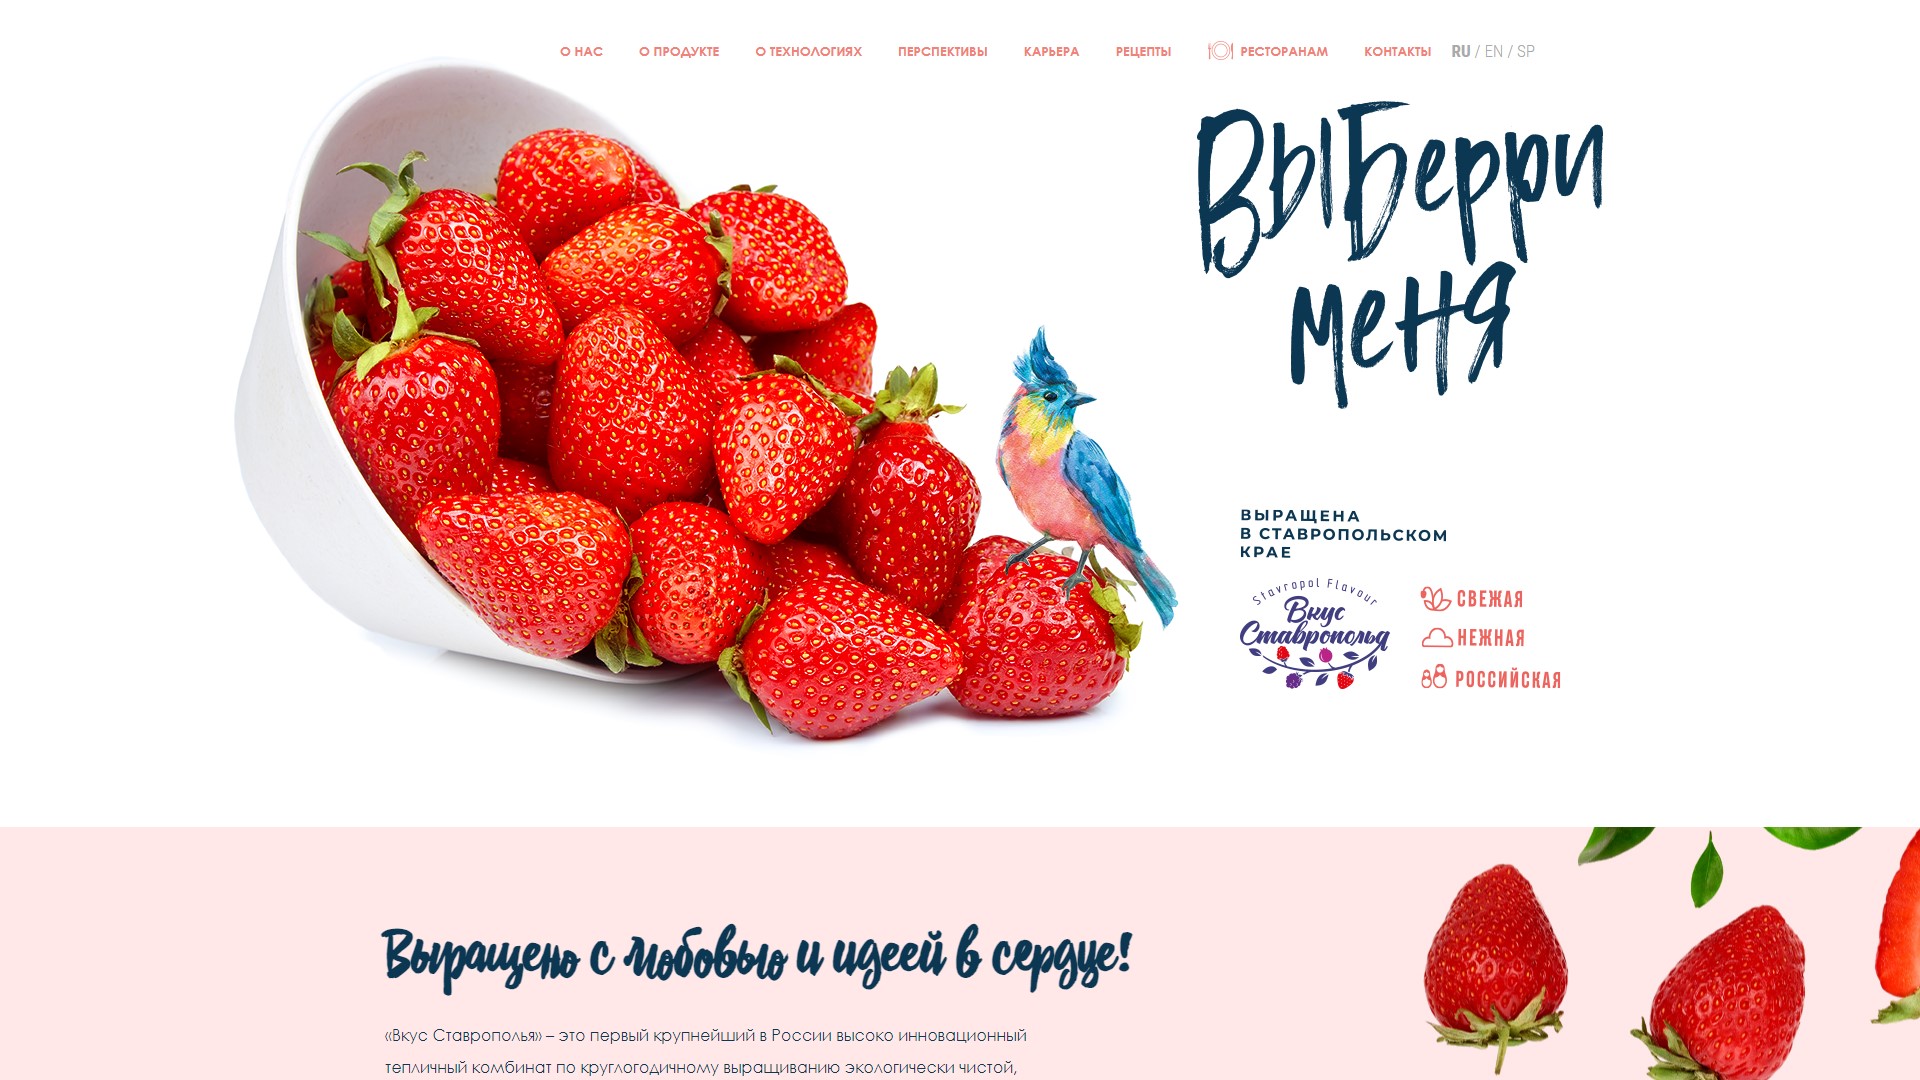 О НАС О ПРОДУКТЕ О ТЕХНОЛОГИЯХ ПЕРСПЕКТИВЫ КАРЬЕРА РЕЦЕПТЫ РЕСТОРАНАМ КОНТАКТЫ RU / EN / SP
ВЫБерри
меня
ВЫРАЩЕНА
В СТАВРОПОЛЬСКОМ
КРАЕ
Stavropol Flavour
Вкус
Ставрополья
СВЕЖАЯ
НЕЖНАЯ
РОССИЙСКАЯ
Выращено с любовью и идеей в сердце!
«Вкус Ставрополья» – это первый крупнейший в России высоко инновационный
тепличный комбинат по круглогодичному выращиванию экологически чистой,